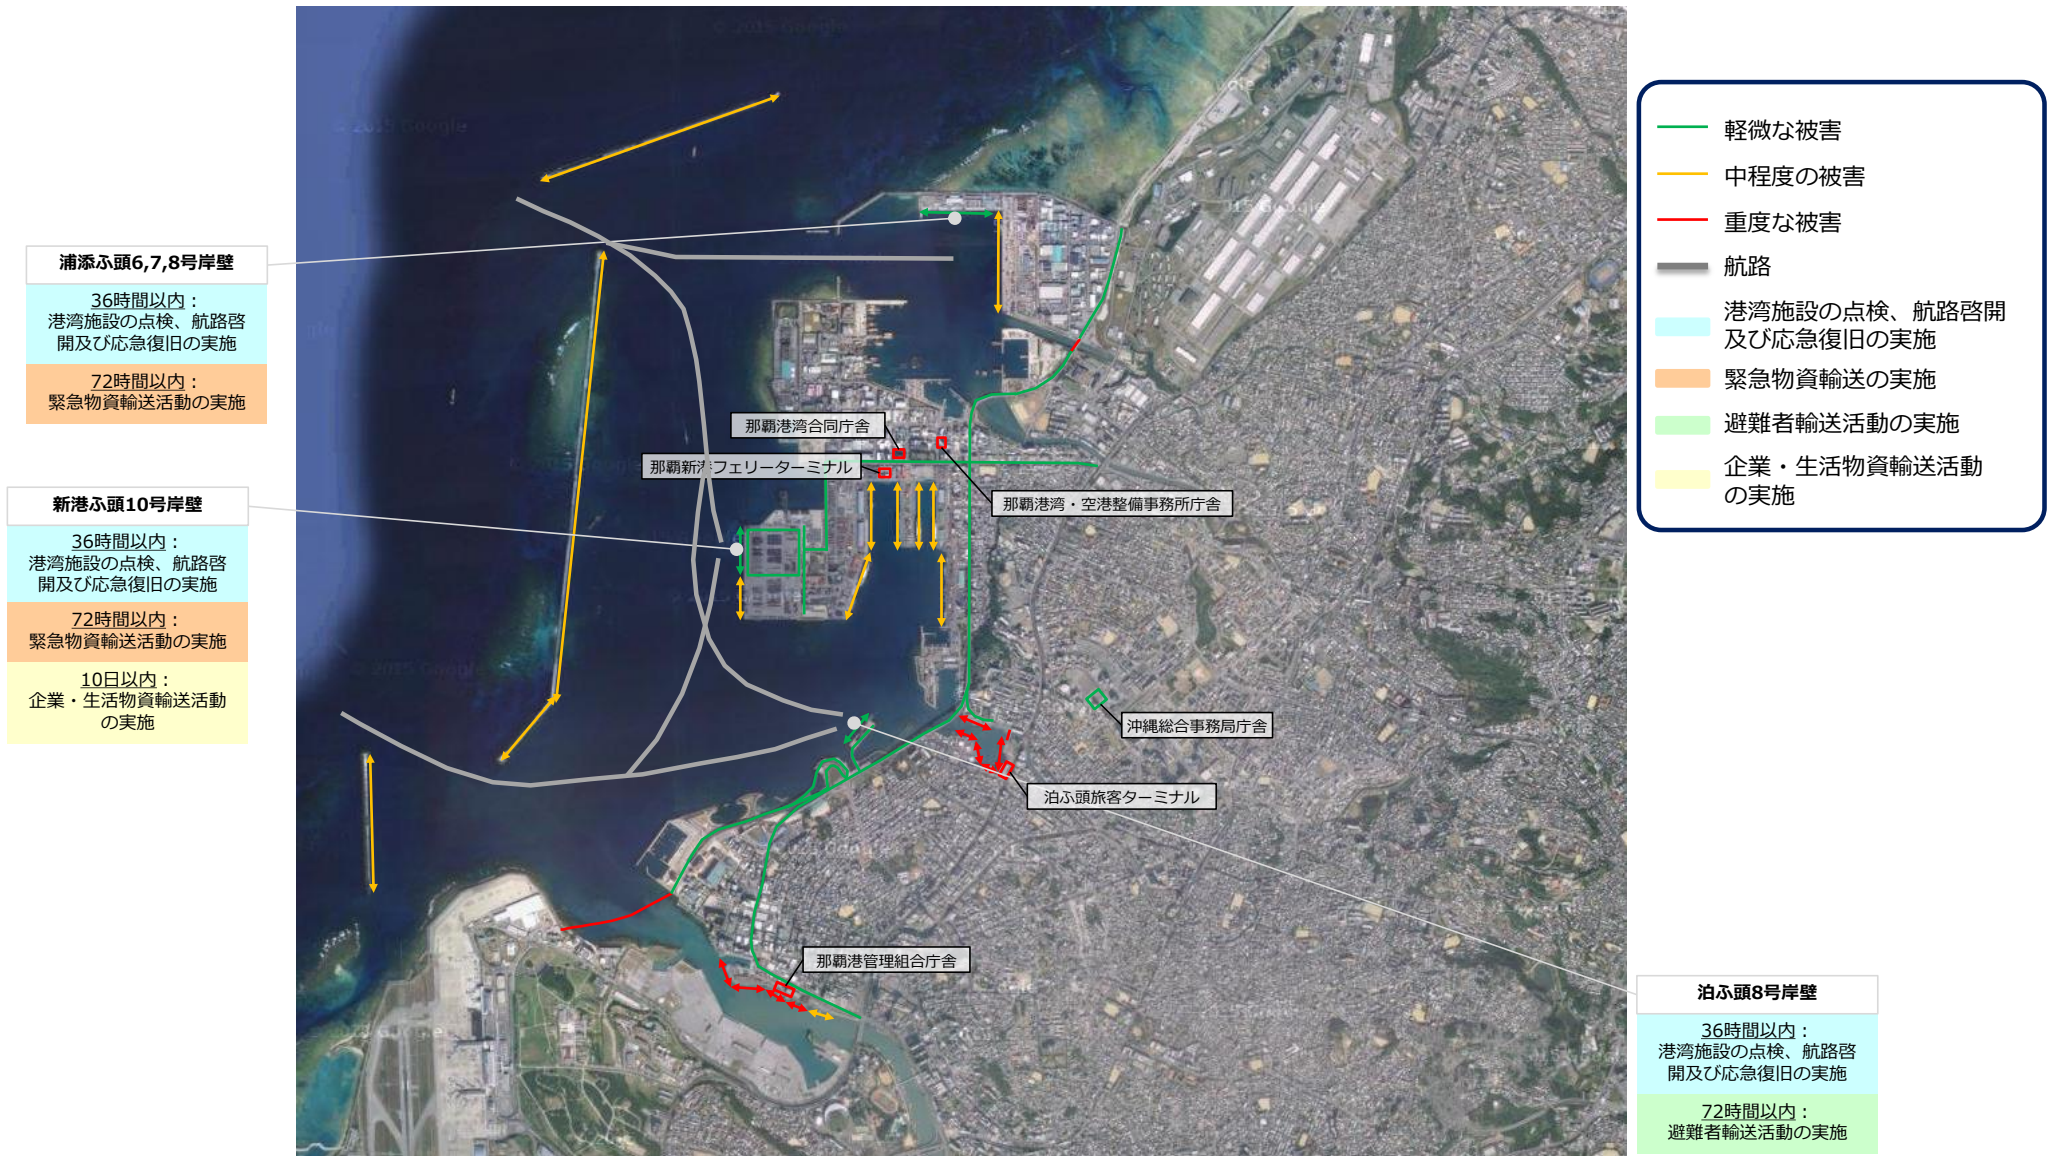 © 2015 Google
© 2015 Google
軽微な被害
中程度の被害
重度な被害
航路
港湾施設の点検、航路啓開
及び応急復旧の実施
緊急物資輸送の実施
避難者輸送活動の実施
企業・生活物資輸送活動
の実施
浦添ふ頭6,7,8号岸壁
36時間以内：
港湾施設の点検、航路啓
開及び応急復旧の実施
72時間以内：
緊急物資輸送活動の実施
那覇港湾合同庁舎
那覇新港フェリーターミナル
那覇港湾・空港整備事務所庁舎
新港ふ頭10号岸壁
36時間以内：
港湾施設の点検、航路啓
開及び応急復旧の実施
72時間以内：
緊急物資輸送活動の実施
10日以内：
企業・生活物資輸送活動
の実施
© 2015 Google
沖縄総合事務局庁舎
泊ふ頭旅客ターミナル
那覇港管理組合庁舎
泊ふ頭8号岸壁
36時間以内：
港湾施設の点検、航路啓
開及び応急復旧の実施
72時間以内：
避難者輸送活動の実施